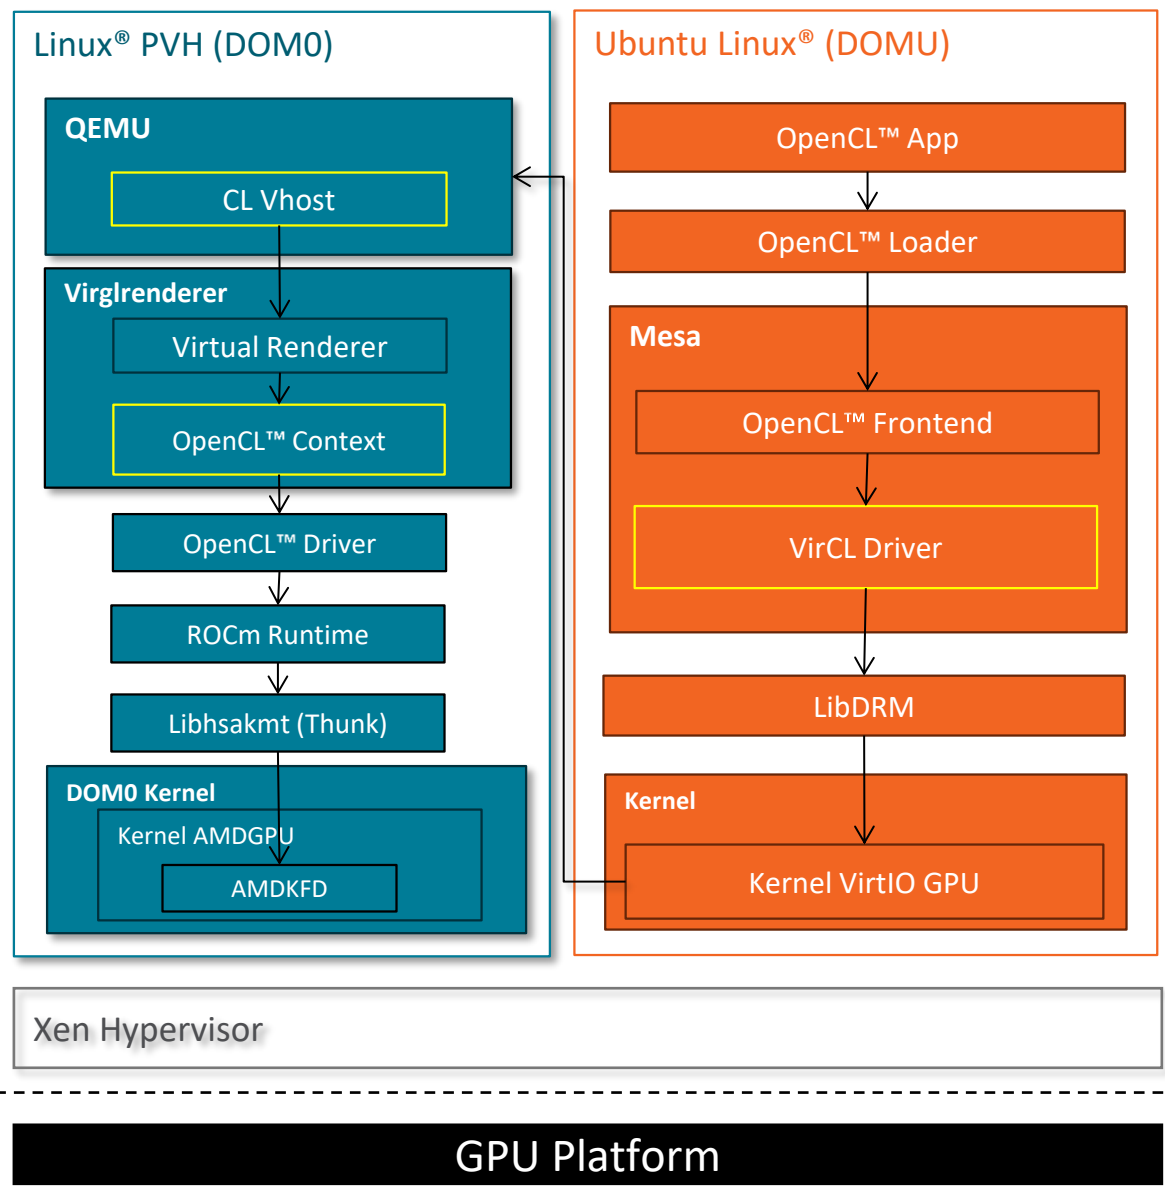 Linux® PVH (DOM0)
QEMU
CL Vhost
Virglrenderer
Virtual Renderer
OpenCL™ Context
OpenCL™ Driver
ROCm Runtime
Libhsakmt (Thunk)
DOM0 Kernel
Kernel AMDGPU
AMDKFD
Ubuntu Linux® (DOMU)
OpenCL™ App
OpenCL™ Loader
Mesa
OpenCL™ Frontend
VirCL Driver
LibDRM
Kernel
Kernel VirtIO GPU
Xen Hypervisor
GPU Platform